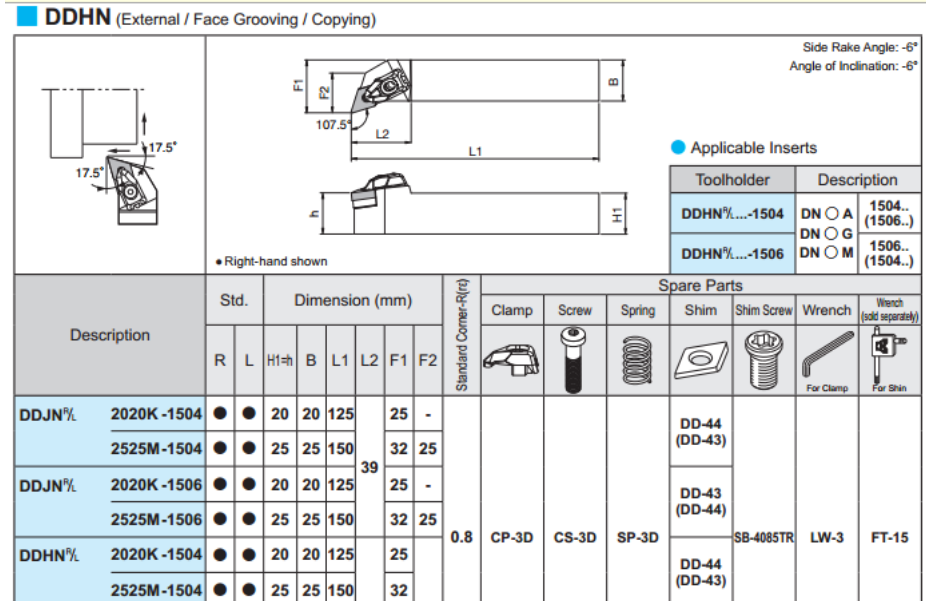 DDHN (External / Face Grooving / Copying)
Side Rake Angle: -6°
Angle of Inclination: -6°
17.5°
17.5°
F1
F2
B
107.5°
L2
L1
h
H1
● Right-hand shown
● Applicable Inserts
Toolholder Description
DDHN R/L...-1504 DN ○ A 1504.. (1506..)
DN ○ G
DDHN R/L...-1506 DN ○ M 1506.. (1504..)
Description Std. Dimension (mm) Standard Corner-R(rε) Spare Parts
Clamp Screw Spring Shim Shim Screw Wrench Wrench (sold separately)
R L H1=h B L1 L2 F1 F2
For Clamp For Shin
DDJN R/L 2020K-1504 ● ● 20 20 125 25 -
DD-44
(DD-43)
2525M-1504 ● ● 25 25 150 32 25
39
DDJN R/L 2020K-1506 ● ● 20 20 125 25 -
DD-43
(DD-44)
2525M-1506 ● ● 25 25 150 32 25
0.8 CP-3D CS-3D SP-3D SB-4085TR LW-3 FT-15
DDHN R/L 2020K-1504 ● ● 20 20 125 25
DD-44
(DD-43)
2525M-1504 ● ● 25 25 150 32